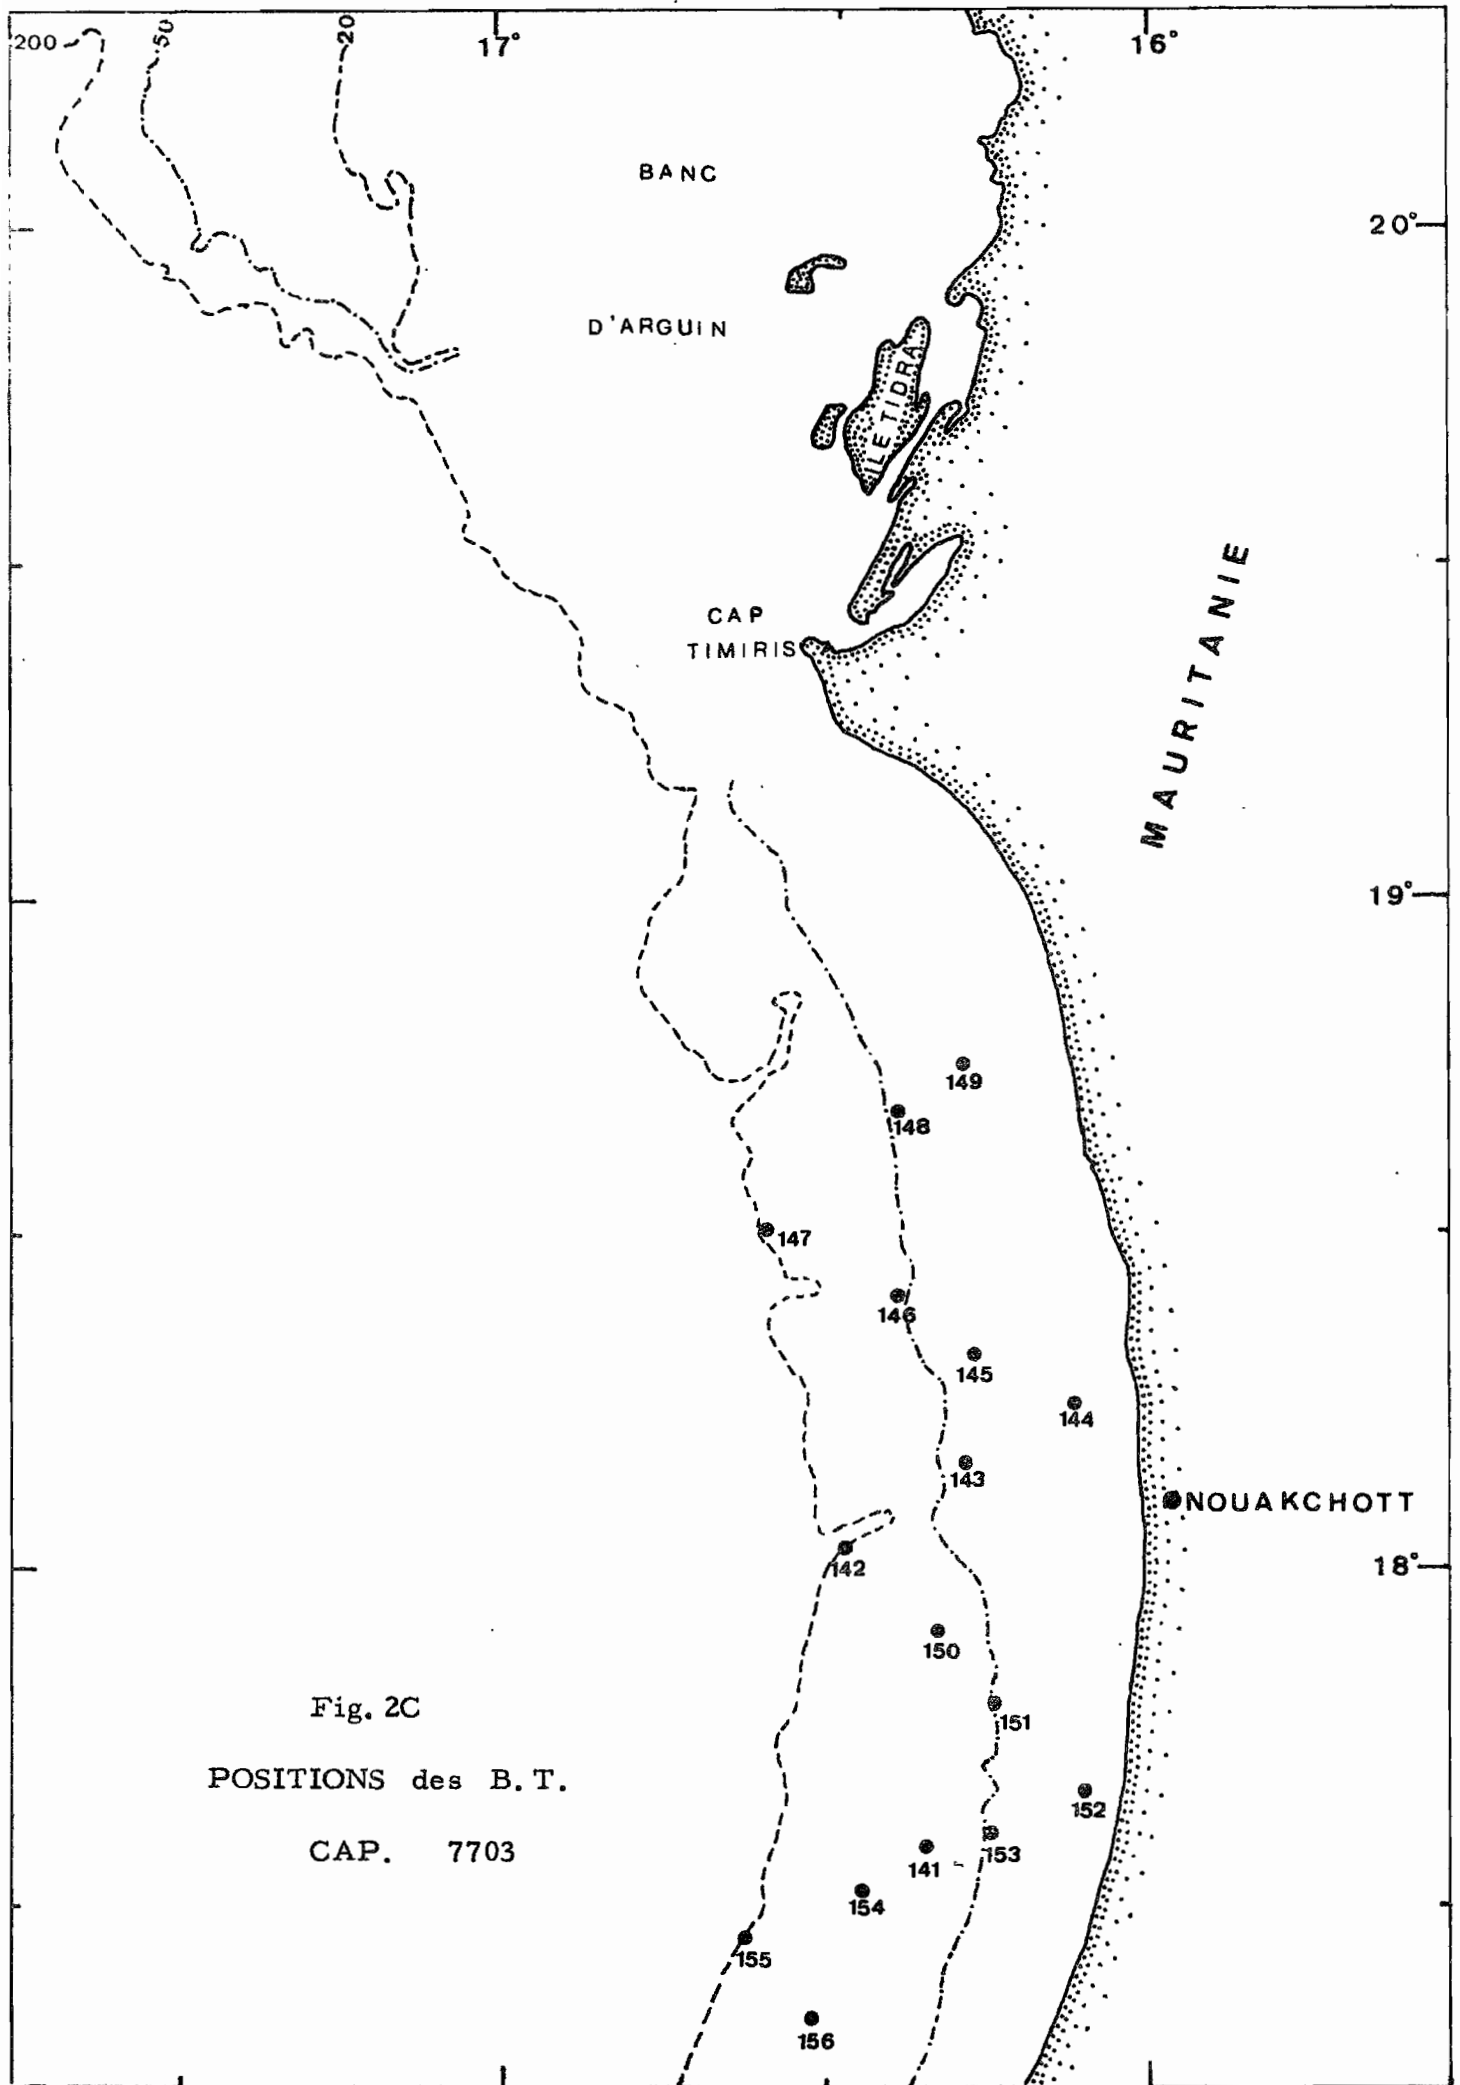 200
50
20
17°
16°
BANC
20°
D'ARGUIN
ILE TIDRA
CAP
TIMIRIS
MAURITANIE
19°
149
148
147
146
145
144
143
NOUAKCHOTT
142
18°
150
151
152
153
141
154
155
156
Fig. 2C
POSITIONS des B.T.
CAP. 7703